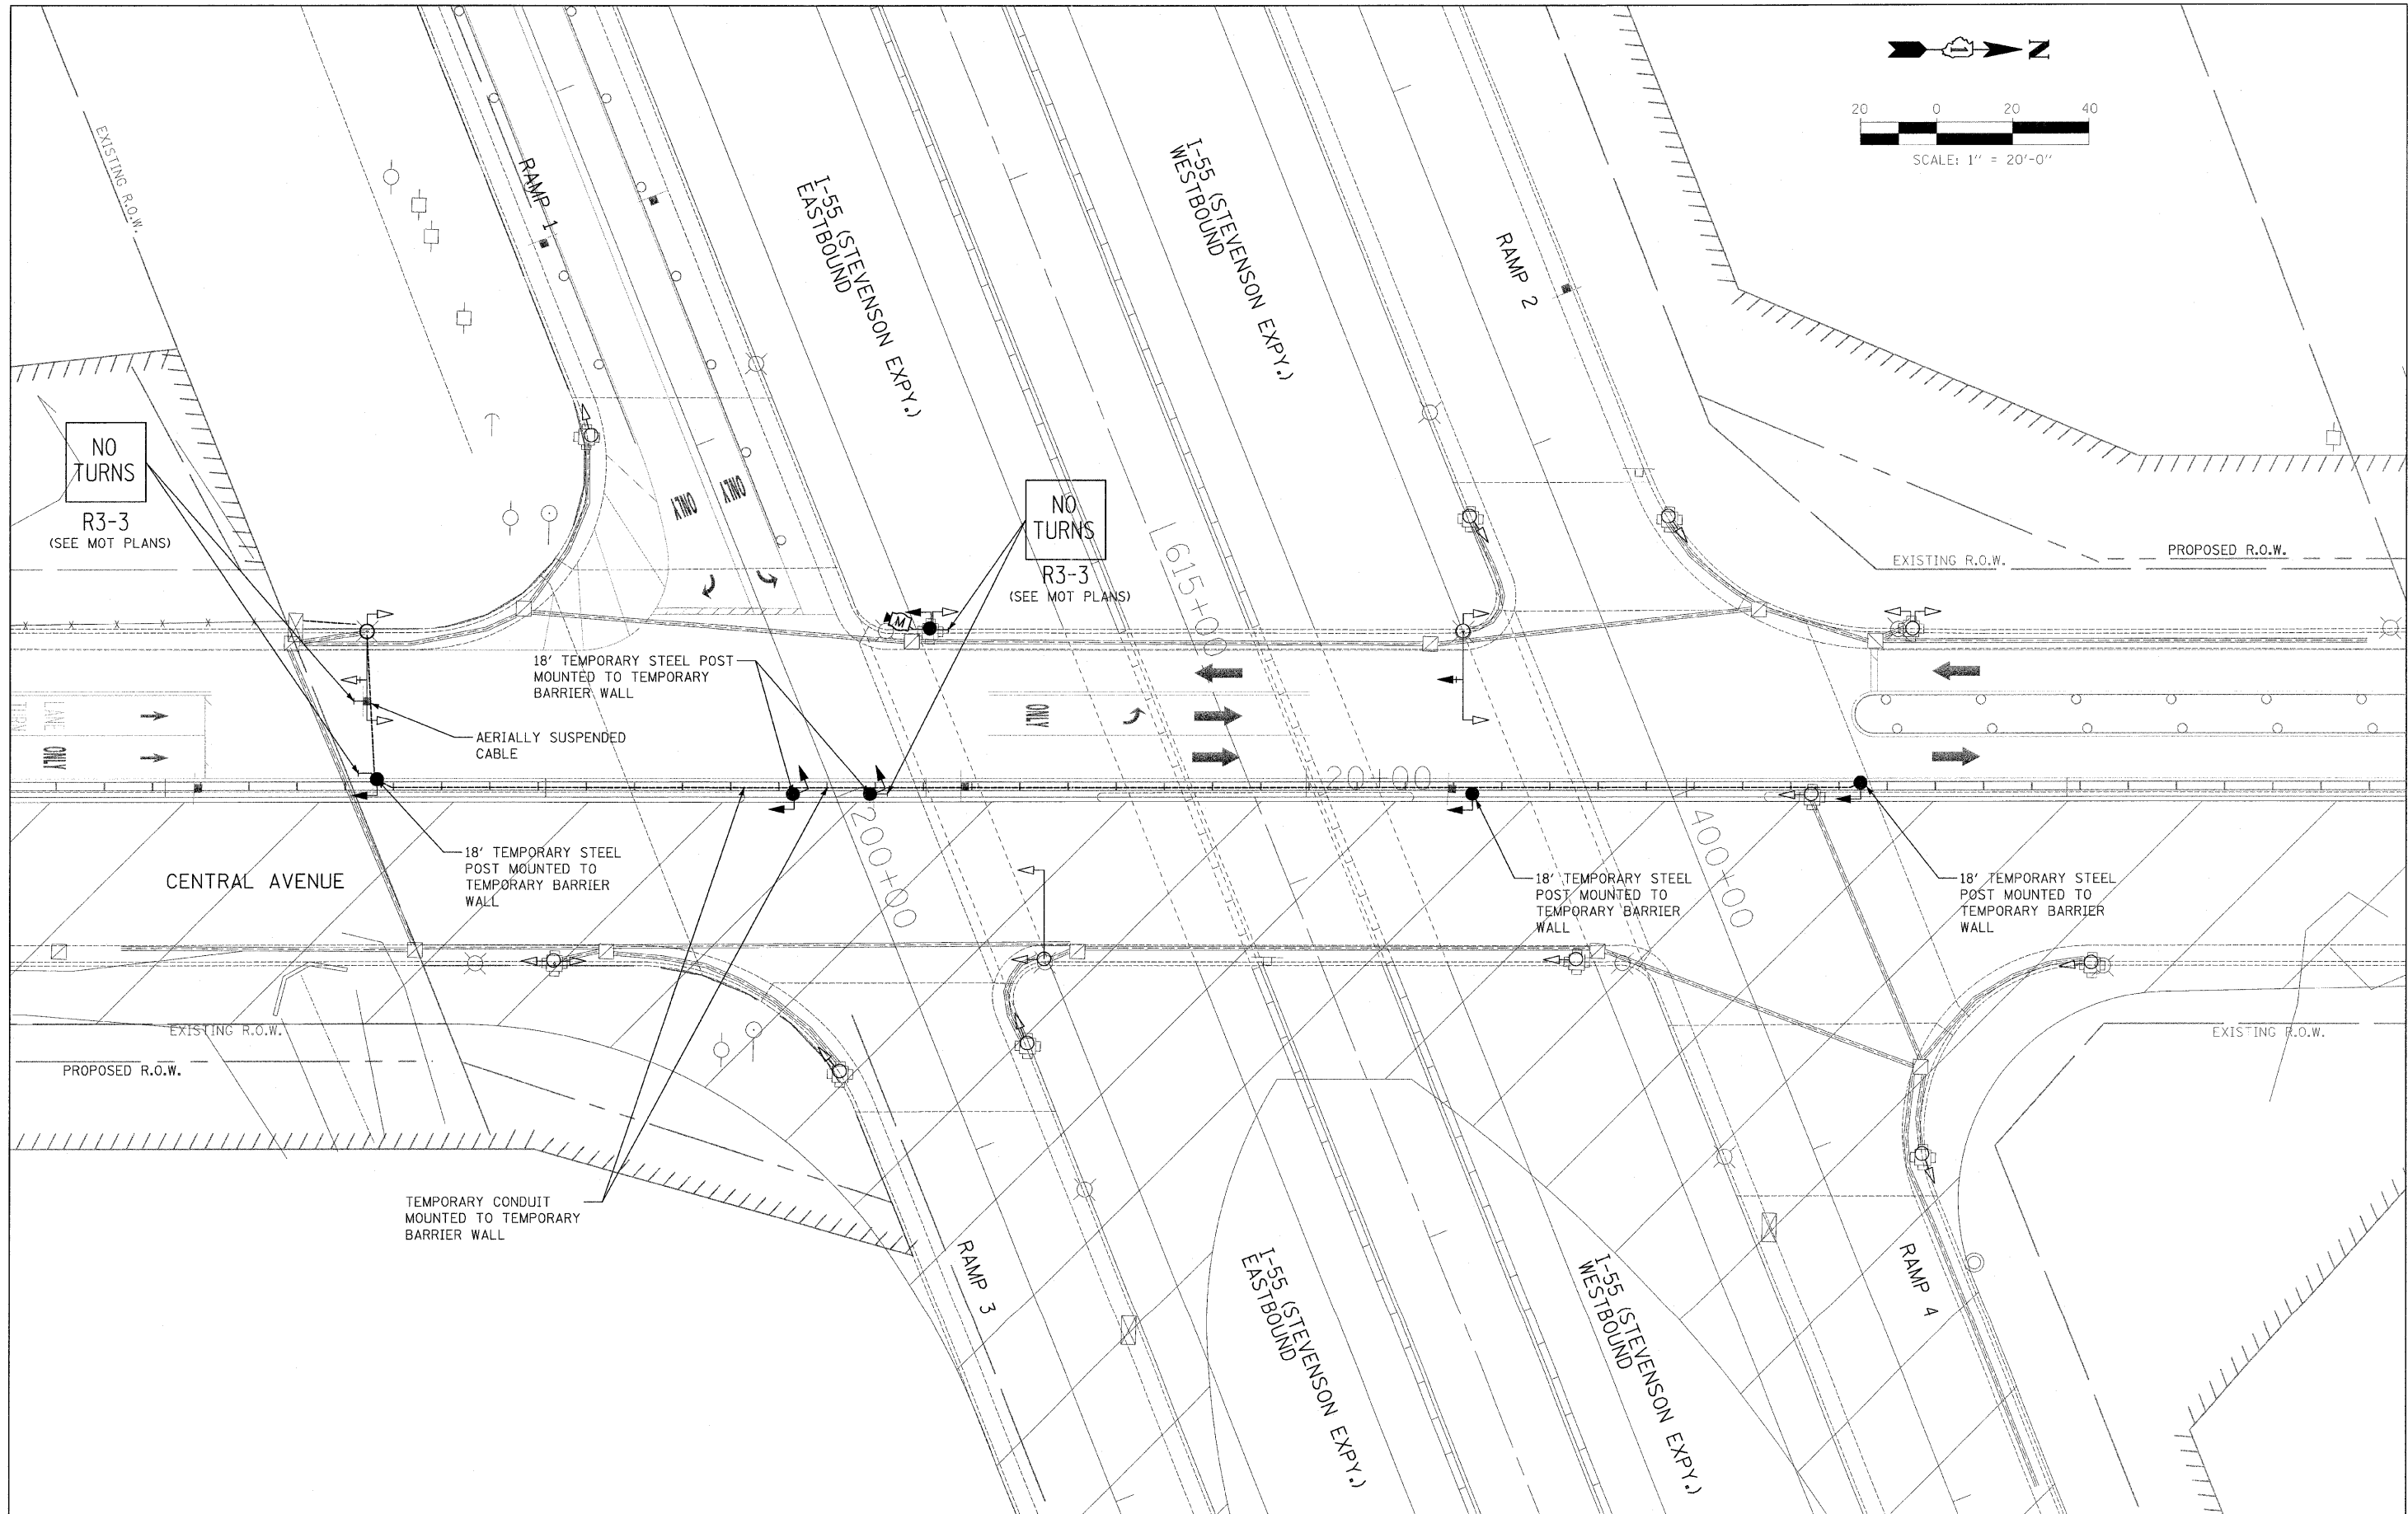 N
20 0 20 40
SCALE: 1" = 20'-0"
EXISTING R.O.W.
RAMP 1
I-55 (STEVENSON EXPY.)
EASTBOUND
I-55 (STEVENSON EXPY.)
WESTBOUND
RAMP 2
NO
TURNS
R3-3
(SEE MOT PLANS)
ONLY
ONLY
NO
TURNS
R3-3
(SEE MOT PLANS)
L615+00
EXISTING R.O.W.
PROPOSED R.O.W.
M
18' TEMPORARY STEEL POST
MOUNTED TO TEMPORARY
BARRIER WALL
LANE
TURN
ONLY
AERIALLY SUSPENDED
CABLE
ONLY
120+00
200+00
400+00
CENTRAL AVENUE
18' TEMPORARY STEEL
POST MOUNTED TO
TEMPORARY BARRIER
WALL
18' TEMPORARY STEEL
POST MOUNTED TO
TEMPORARY BARRIER
WALL
18' TEMPORARY STEEL
POST MOUNTED TO
TEMPORARY BARRIER
WALL
EXISTING R.O.W.
PROPOSED R.O.W.
EXISTING R.O.W.
TEMPORARY CONDUIT
MOUNTED TO TEMPORARY
BARRIER WALL
RAMP 3
I-55 (STEVENSON EXPY.)
EASTBOUND
I-55 (STEVENSON EXPY.)
WESTBOUND
RAMP 4